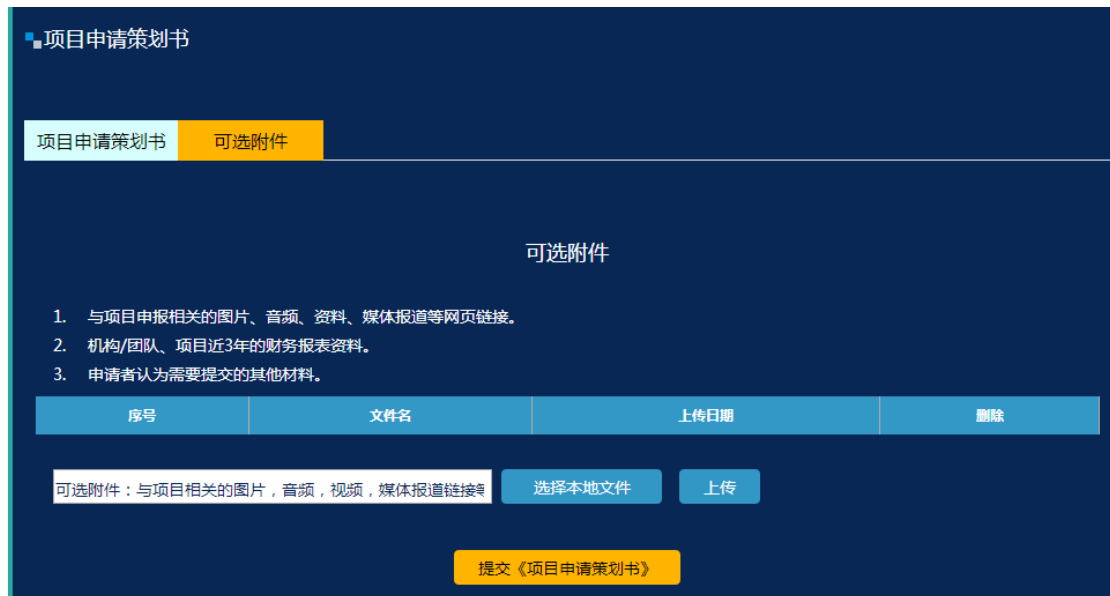 项目申请策划书
项目申请策划书 可选附件
可选附件
1. 与项目申报相关的图片、音频、资料、媒体报道等网页链接。
2. 机构/团队、项目近3年的财务报表资料。
3. 申请者认为需要提交的其他材料。
序号 文件名 上传日期 删除
可选附件：与项目相关的图片，音频，视频，媒体报道链接 选择本地文件 上传
提交《项目申请策划书》